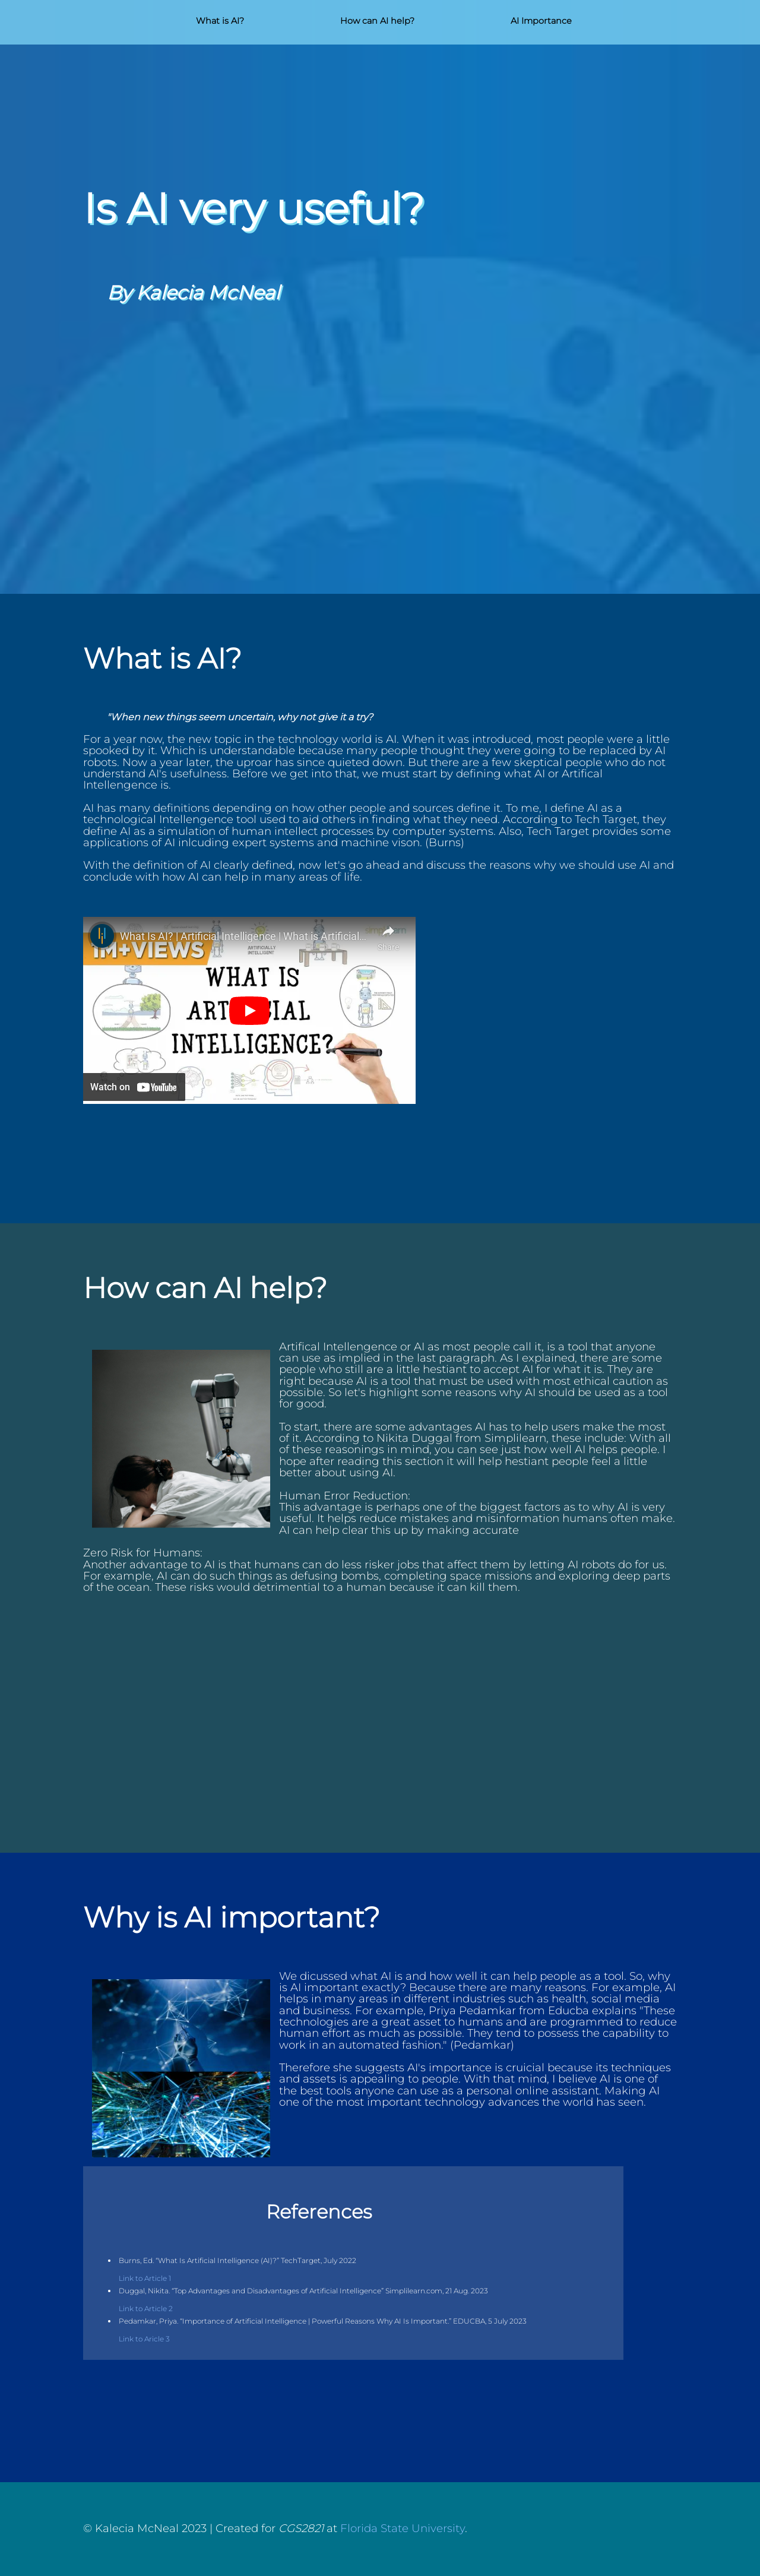 What is AI?
How can AI help?
AI Importance
Is AI very useful?
By Kalecia McNeal
What is AI?
"When new things seem uncertain, why not give it a try?
For a year now, the new topic in the technology world is AI. When it was introduced, most people were a little
spooked by it. Which is understandable because many people thought they were going to be replaced by AI
robots. Now a year later, the uproar has since quieted down. But there are a few skeptical people who do not
understand AI's usefulness. Before we get into that, we must start by defining what AI or Artifical
Intellengence is.
AI has many definitions depending on how other people and sources define it. To me, I define AI as a
technological Intellengence tool used to aid others in finding what they need. According to Tech Target, they
define AI as a simulation of human intellect processes by computer systems. Also, Tech Target provides some
applications of AI inlcuding expert systems and machine vison. (Burns)
With the definition of AI clearly defined, now let's go ahead and discuss the reasons why we should use AI and
conclude with how AI can help in many areas of life.
What Is AI? | Artificial Intelligence | What is Artificial...
Share
1M+VIEWS
WHAT IS
ARTIFICIAL
INTELLIGENCE?
Watch on YouTube
How can AI help?
Artifical Intellengence or AI as most people call it, is a tool that anyone
can use as implied in the last paragraph. As I explained, there are some
people who still are a little hestiant to accept AI for what it is. They are
right because AI is a tool that must be used with most ethical caution as
possible. So let's highlight some reasons why AI should be used as a tool
for good.
To start, there are some advantages AI has to help users make the most
of it. According to Nikita Duggal from Simplilearn, these include: With all
of these reasonings in mind, you can see just how well AI helps people. I
hope after reading this section it will help hestiant people feel a little
better about using AI.
Human Error Reduction:
This advantage is perhaps one of the biggest factors as to why AI is very
useful. It helps reduce mistakes and misinformation humans often make.
AI can help clear this up by making accurate
Zero Risk for Humans:
Another advantage to AI is that humans can do less risker jobs that affect them by letting AI robots do for us.
For example, AI can do such things as defusing bombs, completing space missions and exploring deep parts
of the ocean. These risks would detrimential to a human because it can kill them.
Why is AI important?
We dicussed what AI is and how well it can help people as a tool. So, why
is AI important exactly? Because there are many reasons. For example, AI
helps in many areas in different industries such as health, social media
and business. For example, Priya Pedamkar from Educba explains "These
technologies are a great asset to humans and are programmed to reduce
human effort as much as possible. They tend to possess the capability to
work in an automated fashion." (Pedamkar)
Therefore she suggests AI's importance is cruicial because its techniques
and assets is appealing to people. With that mind, I believe AI is one of
the best tools anyone can use as a personal online assistant. Making AI
one of the most important technology advances the world has seen.
References
Burns, Ed. "What Is Artificial Intelligence (AI)?" TechTarget, July 2022
Link to Article 1
Duggal, Nikita. "Top Advantages and Disadvantages of Artificial Intelligence" Simplilearn.com, 21 Aug. 2023
Link to Article 2
Pedamkar, Priya. "Importance of Artificial Intelligence | Powerful Reasons Why AI Is Important." EDUCBA, 5 July 2023
Link to Aricle 3
© Kalecia McNeal 2023 | Created for CGS2821 at Florida State University.